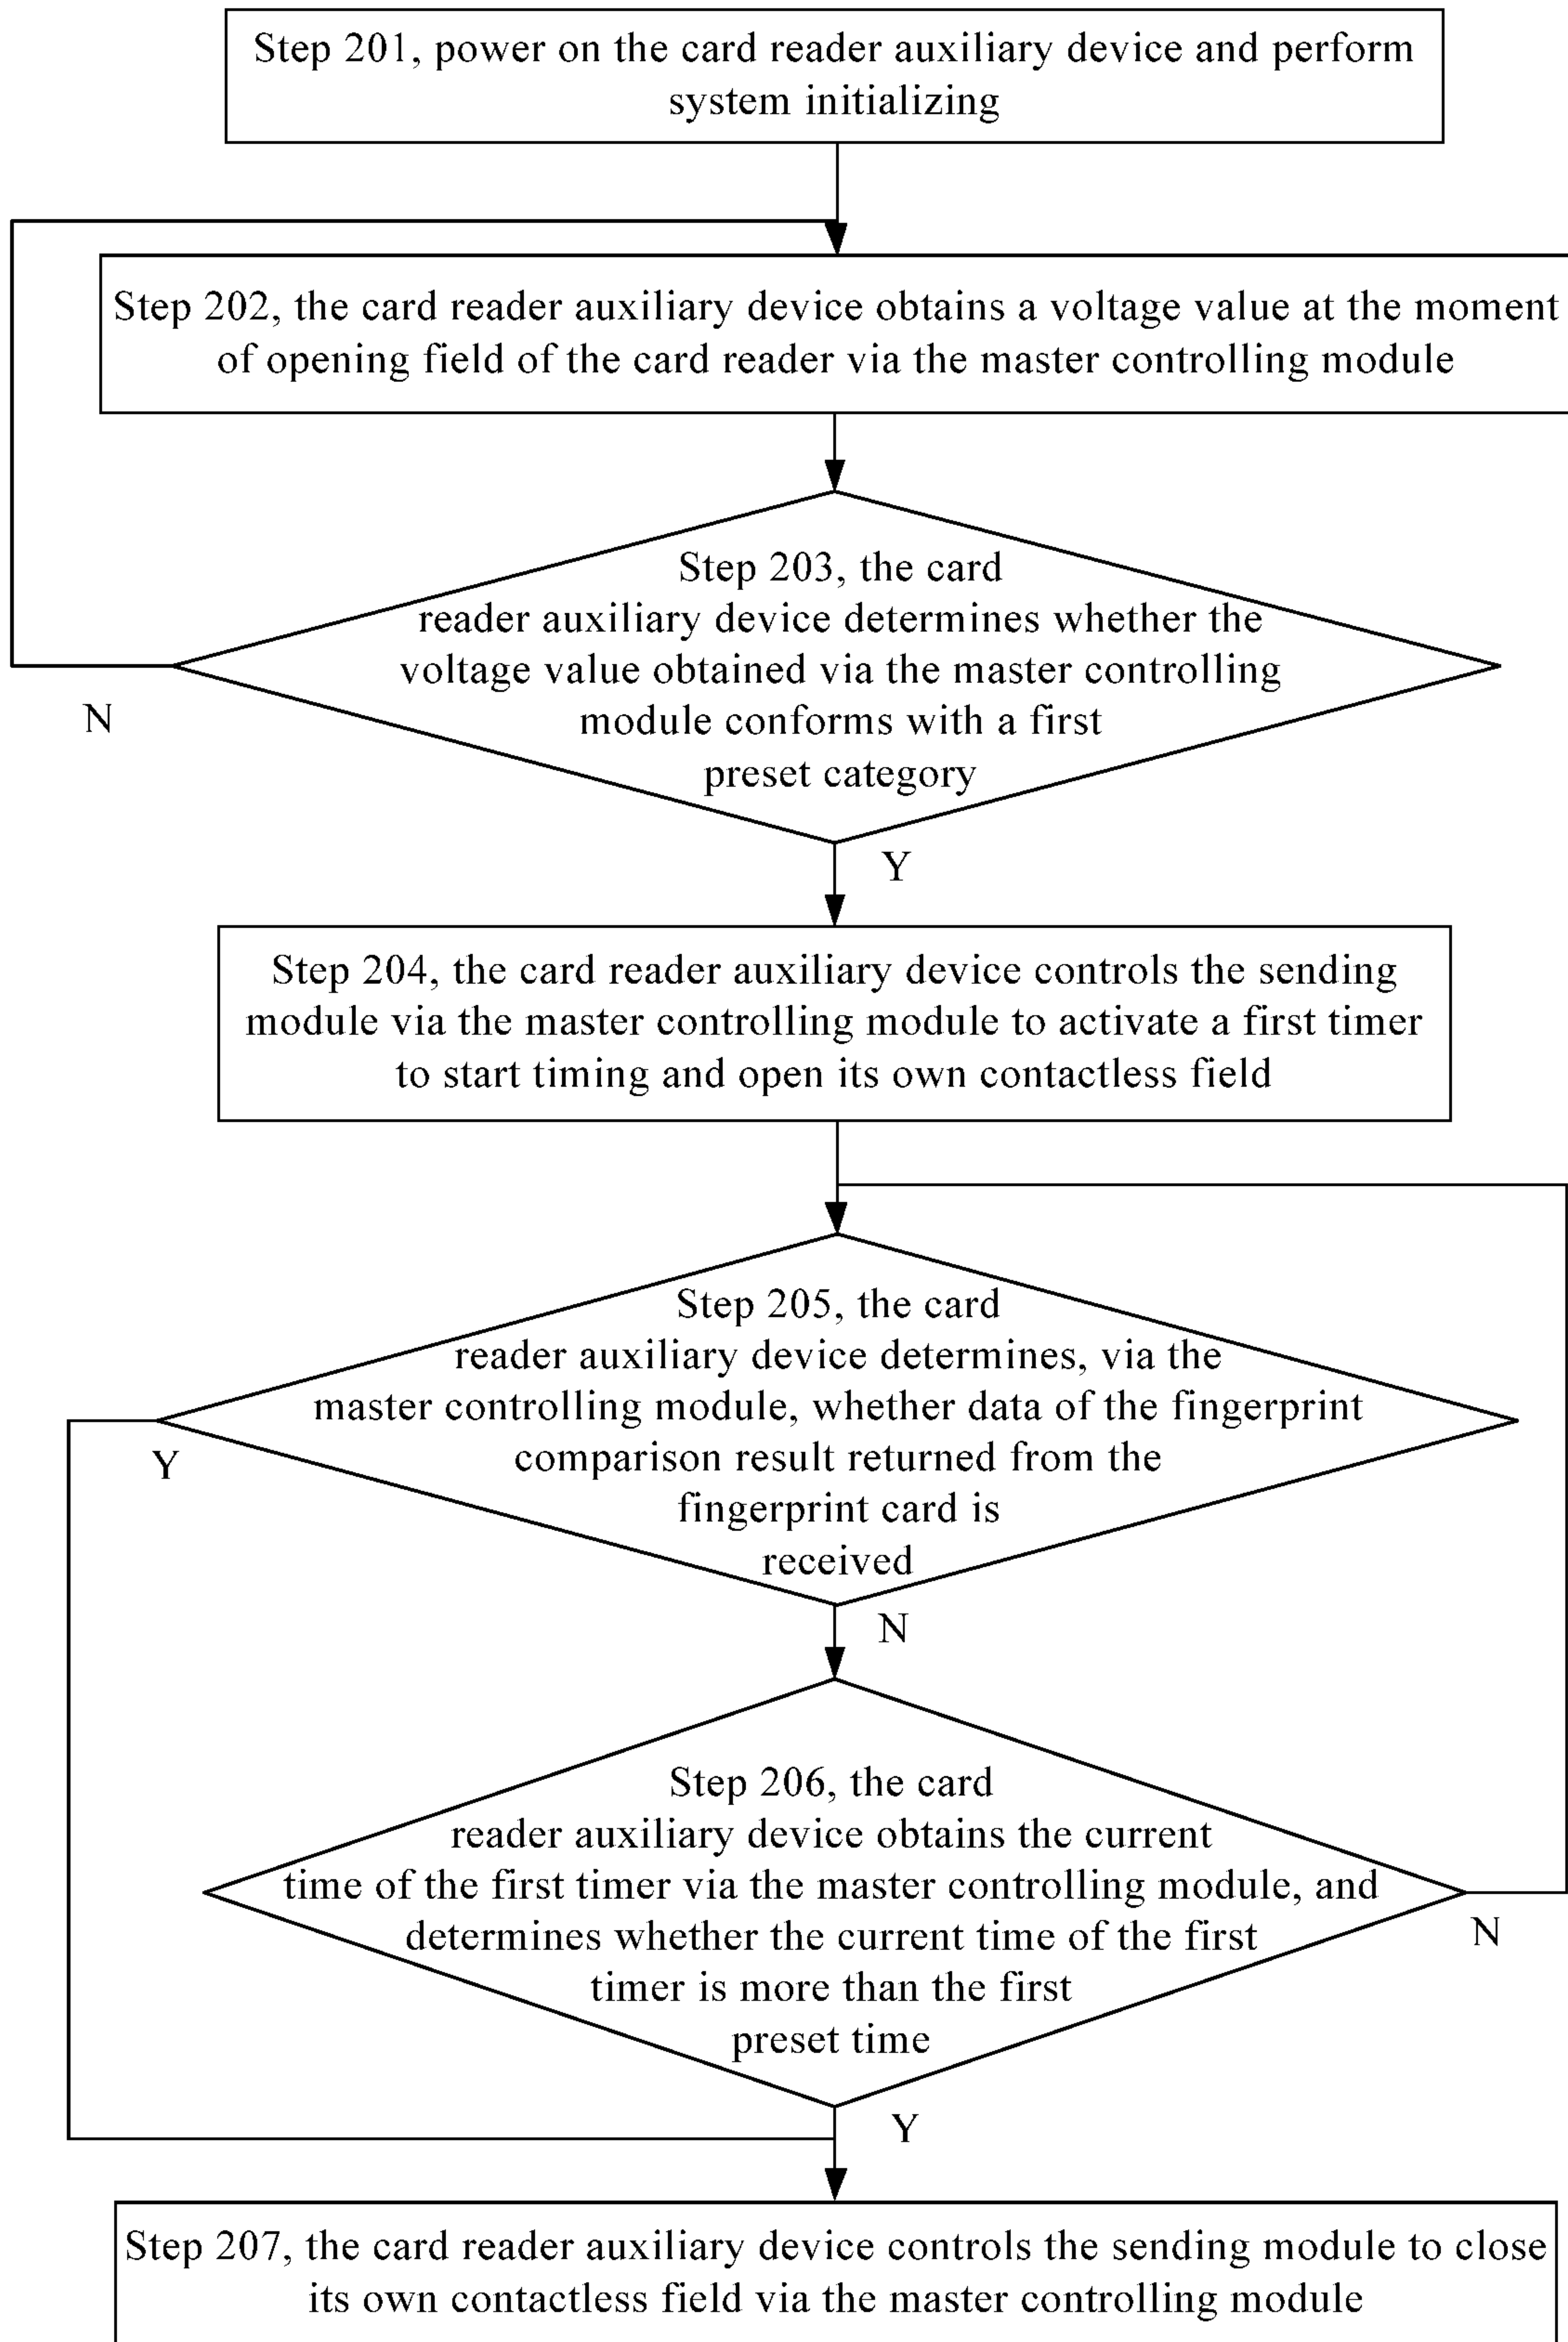 Step 201, power on the card reader auxiliary device and perform
system initializing
Step 202, the card reader auxiliary device obtains a voltage value at the moment
of opening field of the card reader via the master controlling module
Step 203, the card
reader auxiliary device determines whether the
voltage value obtained via the master controlling
module conforms with a first
preset category
N
Y
Step 204, the card reader auxiliary device controls the sending
module via the master controlling module to activate a first timer
to start timing and open its own contactless field
Step 205, the card
reader auxiliary device determines, via the
master controlling module, whether data of the fingerprint
comparison result returned from the
fingerprint card is
received
Y
N
Step 206, the card
reader auxiliary device obtains the current
time of the first timer via the master controlling module, and
determines whether the current time of the first
timer is more than the first
preset time
N
Y
Step 207, the card reader auxiliary device controls the sending module to close
its own contactless field via the master controlling module